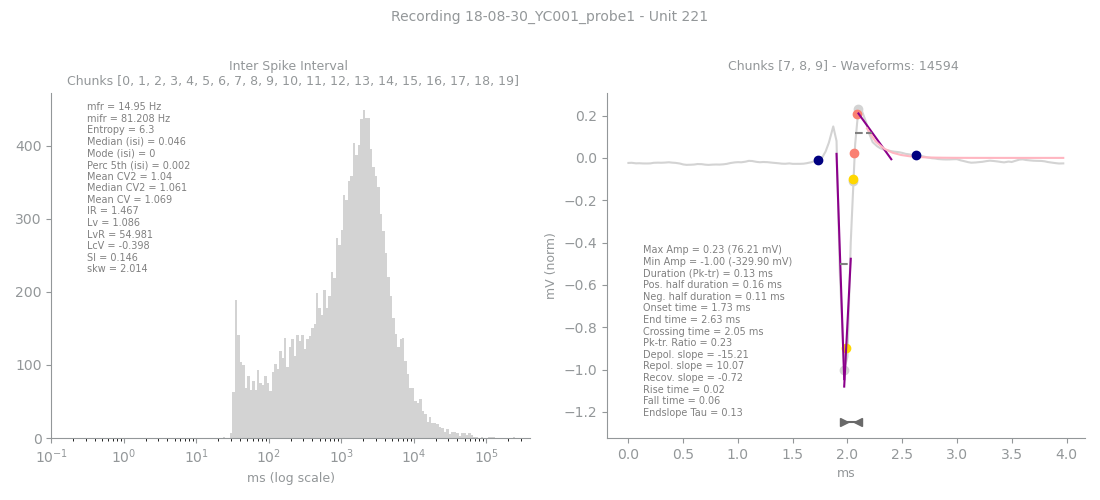 Recording 18-08-30_YC001_probe1 - Unit 221
Inter Spike Interval
Chunks [0, 1, 2, 3, 4, 5, 6, 7, 8, 9, 10, 11, 12, 13, 14, 15, 16, 17, 18, 19]
mfr = 14.95 Hz
mifr = 81.208 Hz
Entropy = 6.3
Median (isi) = 0.046
Mode (isi) = 0
Perc 5th (isi) = 0.002
Mean CV2 = 1.04
Median CV2 = 1.061
Mean CV = 1.069
IR = 1.467
Lv = 1.086
LvR = 54.981
LcV = -0.398
SI = 0.146
skw = 2.014
400
300
200
100
0
10⁻¹ 10⁰ 10¹ 10² 10³ 10⁴ 10⁵
ms (log scale)
Chunks [7, 8, 9] - Waveforms: 14594
0.2
0.0
−0.2
−0.4
−0.6
−0.8
−1.0
−1.2
mV (norm)
Max Amp = 0.23 (76.21 mV)
Min Amp = -1.00 (-329.90 mV)
Duration (Pk-tr) = 0.13 ms
Pos. half duration = 0.16 ms
Neg. half duration = 0.11 ms
Onset time = 1.73 ms
End time = 2.63 ms
Crossing time = 2.05 ms
Pk-tr. Ratio = 0.23
Depol. slope = -15.21
Repol. slope = 10.07
Recov. slope = -0.72
Rise time = 0.02
Fall time = 0.06
Endslope Tau = 0.13
0.0 0.5 1.0 1.5 2.0 2.5 3.0 3.5 4.0
ms